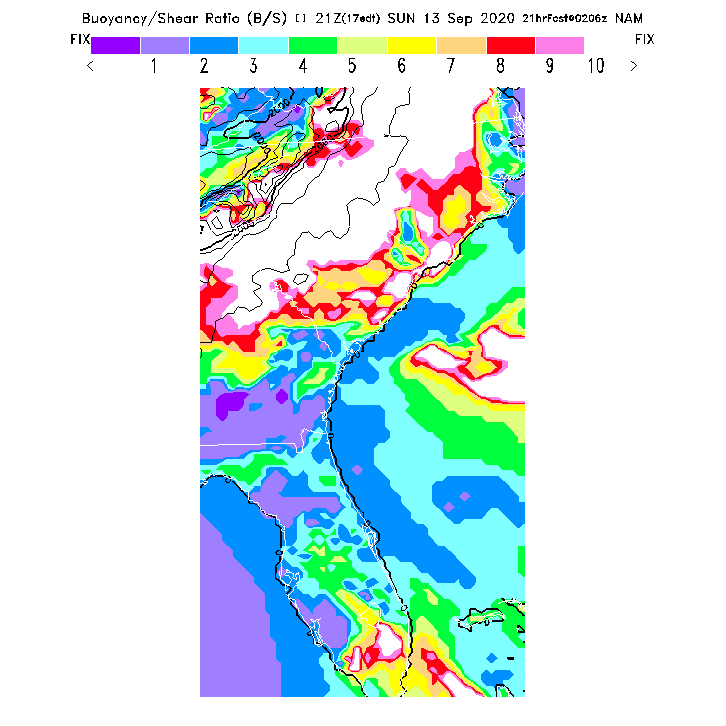 Buoyancy/Shear Ratio (B/S) [] 21Z(17edt) SUN 13 Sep 2020 21hrFcst@0206z NAM
FIX FIX
< 1 2 3 4 5 6 7 8 9 10 >
2000